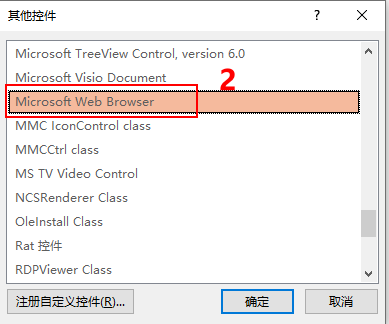 其他控件
?
×
Microsoft TreeView Control, version 6.0
Microsoft Visio Document
2
Microsoft Web Browser
MMC IconControl class
MMCCtrl class
MS TV Video Control
NCSRenderer Class
OleInstall Class
Rat 控件
RDPViewer Class
注册自定义控件(R)...
确定
取消